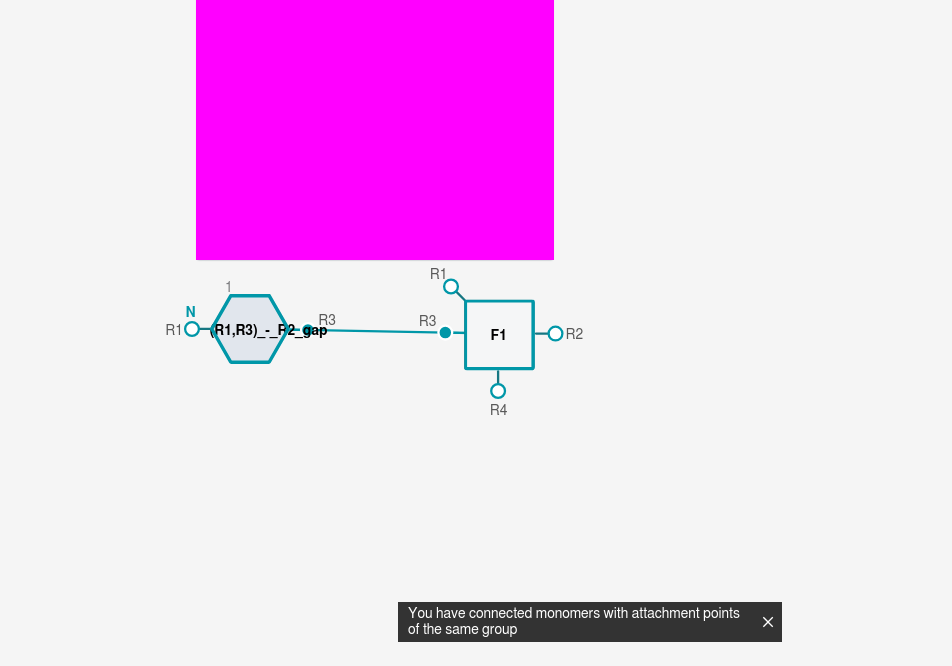 R1
1
N
R1
(R1,R3)_-_R2_gap
R3
R3
F1
R2
R4
You have connected monomers with attachment points
of the same group